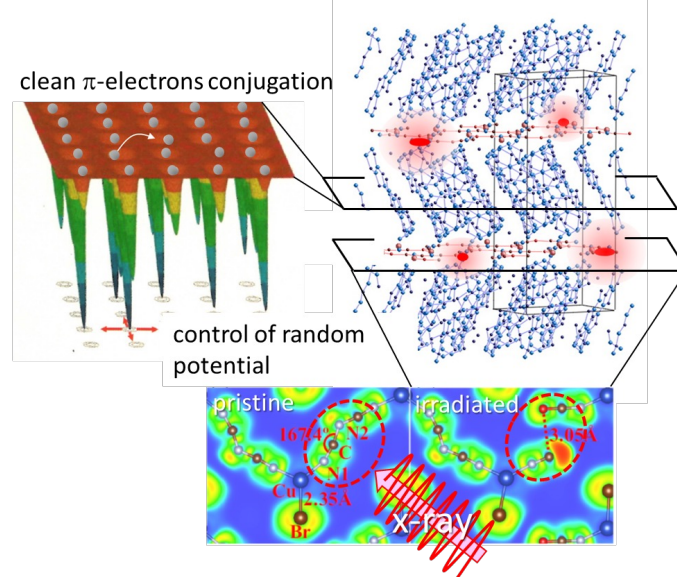 clean π-electrons conjugation
control of random
potential
pristine
irradiated
167.4°
N2
C
N1
Cu
2.35Å
Br
3.05Å
x-ray